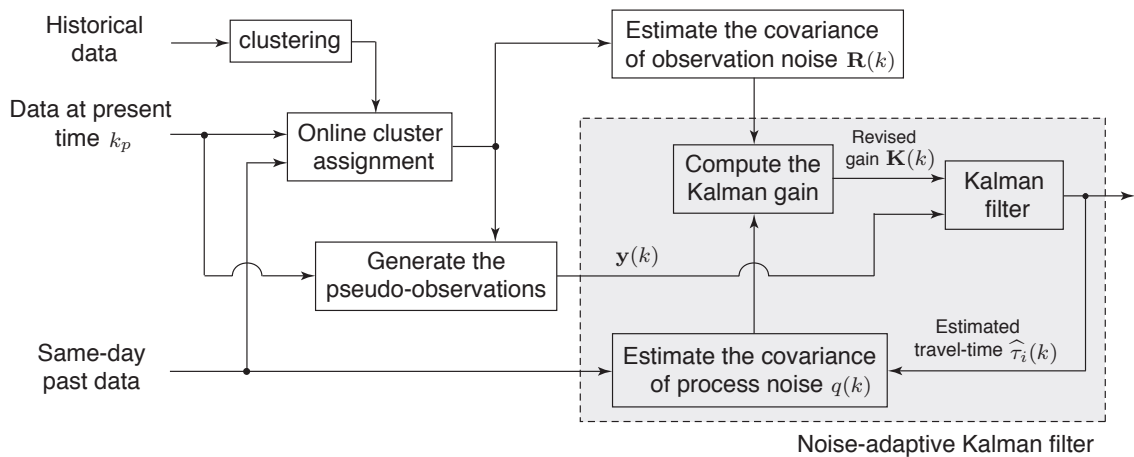 Historical
data
clustering
Estimate the covariance
of observation noise R(k)
Data at present
time k_p
Online cluster
assignment
Revised
gain K(k)
Compute the
Kalman gain
Kalman
filter
Generate the
pseudo-observations
y(k)
Estimated
travel-time \widehat{τ}_i(k)
Same-day
past data
Estimate the covariance
of process noise q(k)
Noise-adaptive Kalman filter